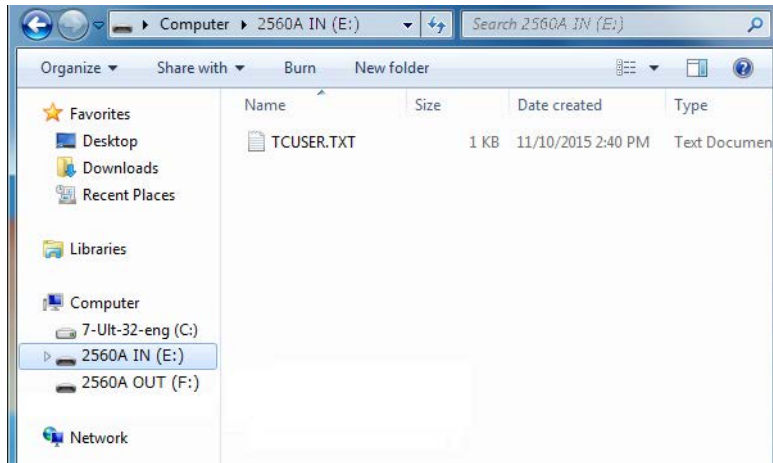 Computer 2560A IN (E:) Search 2560A IN (E:)
Organize Share with Burn New folder
Favorites
Desktop
Downloads
Recent Places
Libraries
Computer
7-Ult-32-eng (C:)
2560A IN (E:)
2560A OUT (F:)
Network
Name Size Date created Type
TCUSER.TXT 1 KB 11/10/2015 2:40 PM Text Documen